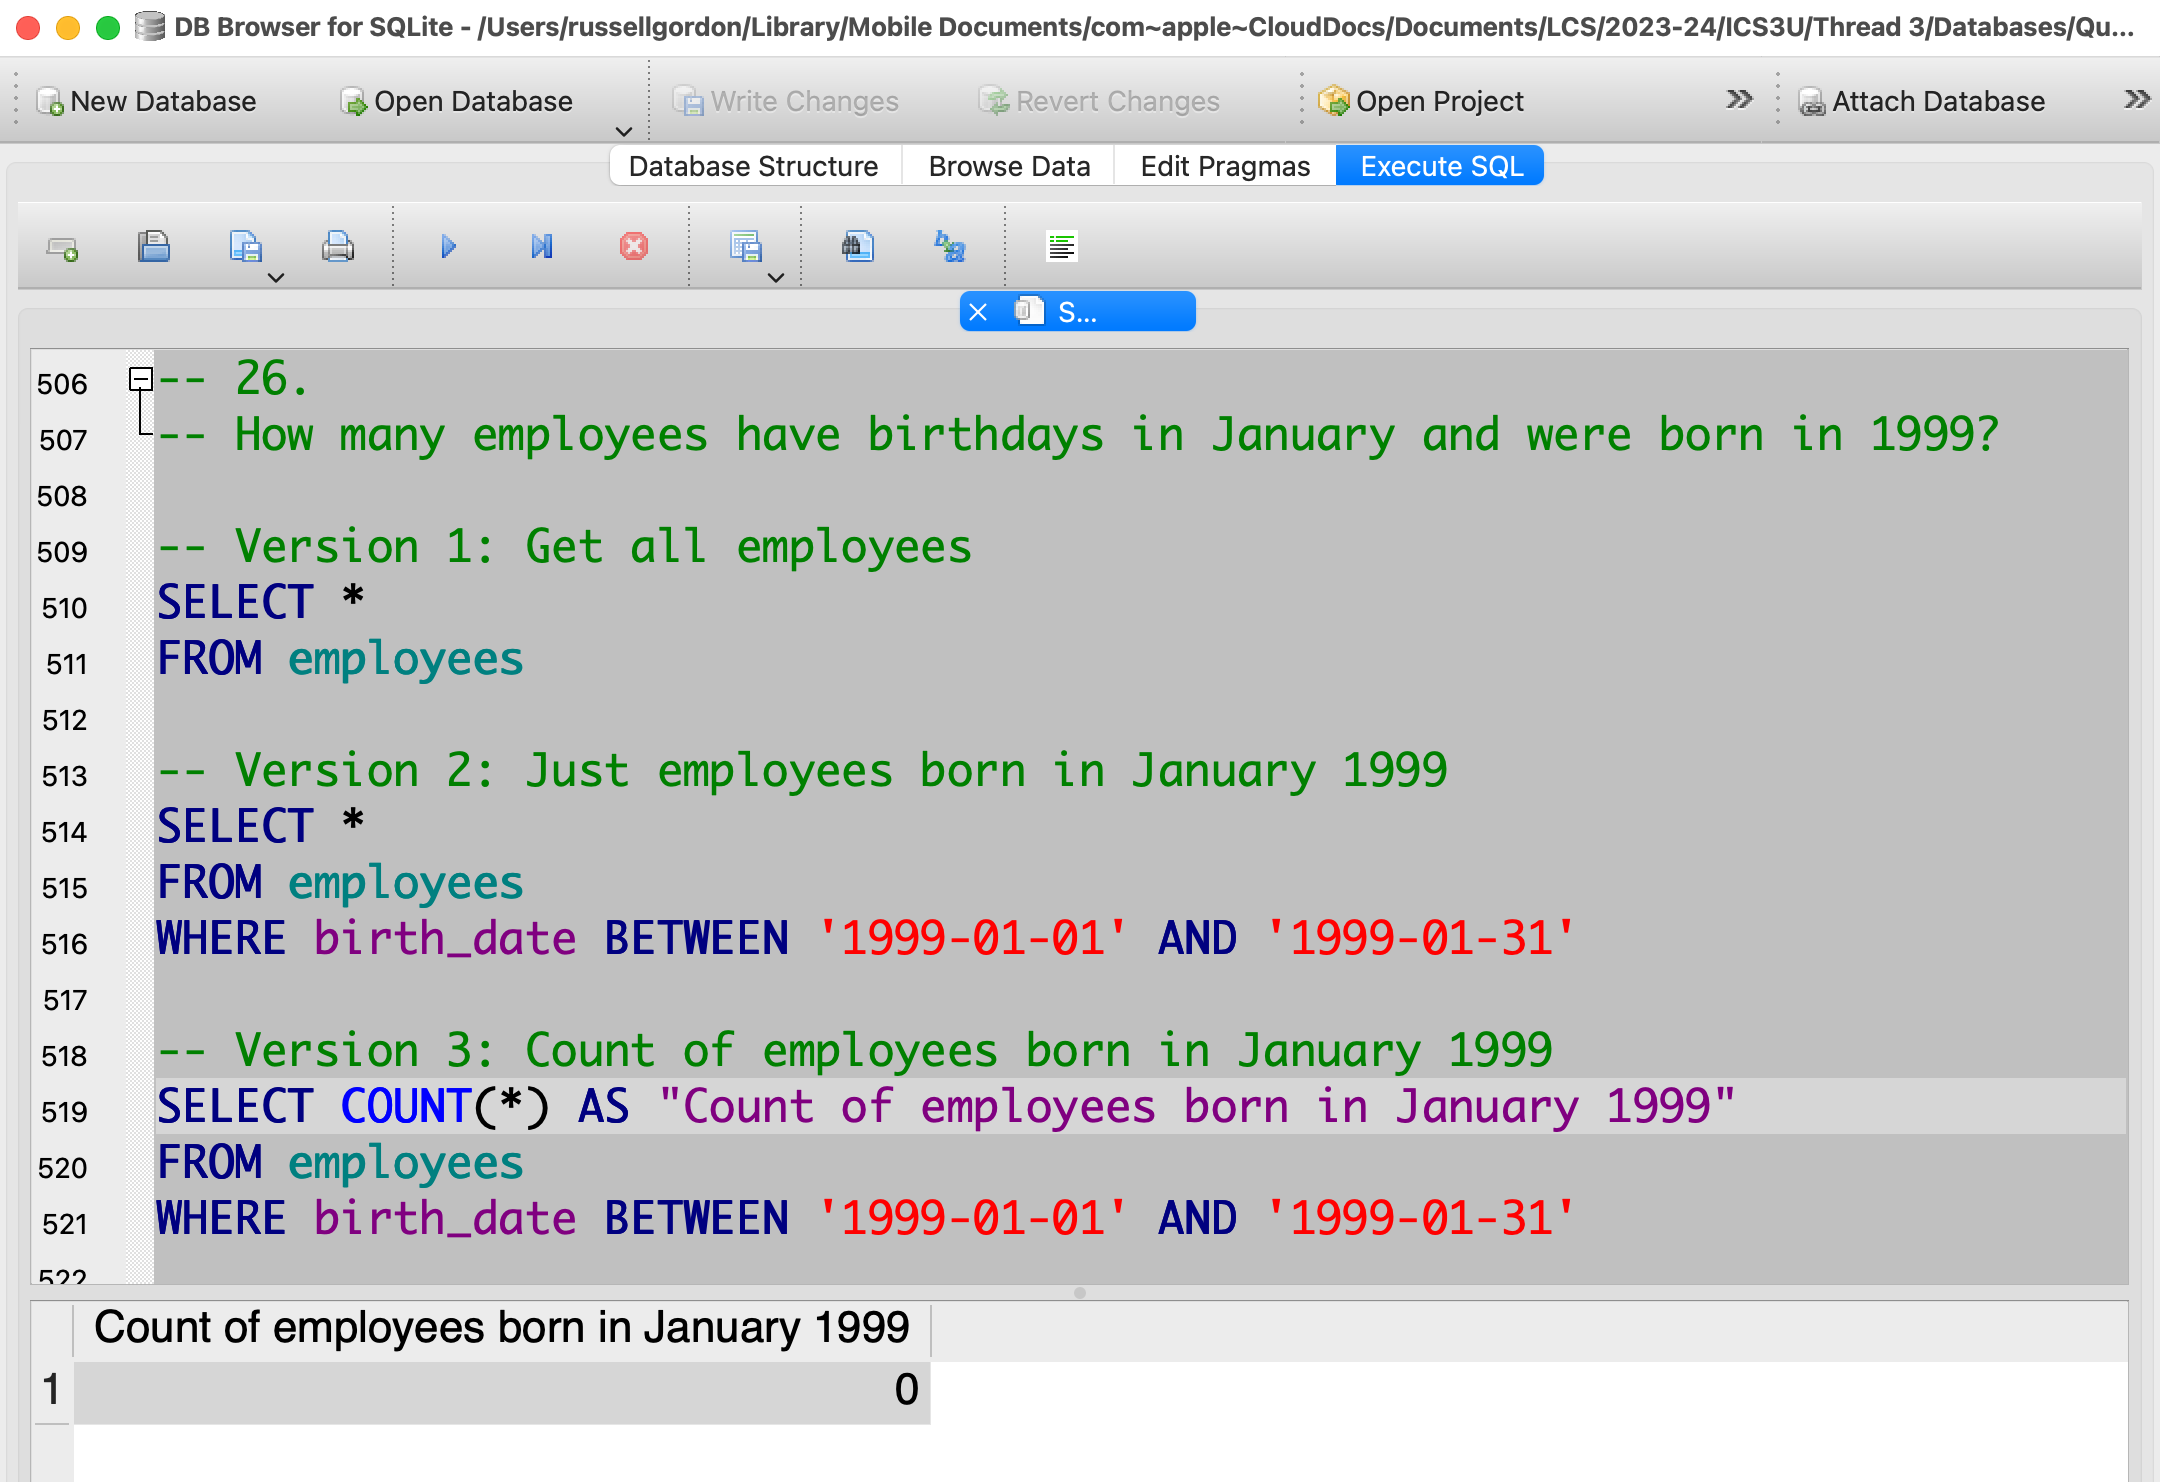 DB Browser for SQLite - /Users/russellgordon/Library/Mobile Documents/com~apple~CloudDocs/Documents/LCS/2023-24/ICS3U/Thread 3/Databases/Qu...
New Database Open Database Write Changes Revert Changes Open Project Attach Database
Database Structure Browse Data Edit Pragmas Execute SQL
S...
506 -- 26.
507 -- How many employees have birthdays in January and were born in 1999?
508
509 -- Version 1: Get all employees
510 SELECT *
511 FROM employees
512
513 -- Version 2: Just employees born in January 1999
514 SELECT *
515 FROM employees
516 WHERE birth_date BETWEEN '1999-01-01' AND '1999-01-31'
517
518 -- Version 3: Count of employees born in January 1999
519 SELECT COUNT(*) AS "Count of employees born in January 1999"
520 FROM employees
521 WHERE birth_date BETWEEN '1999-01-01' AND '1999-01-31'
522
Count of employees born in January 1999
1 0